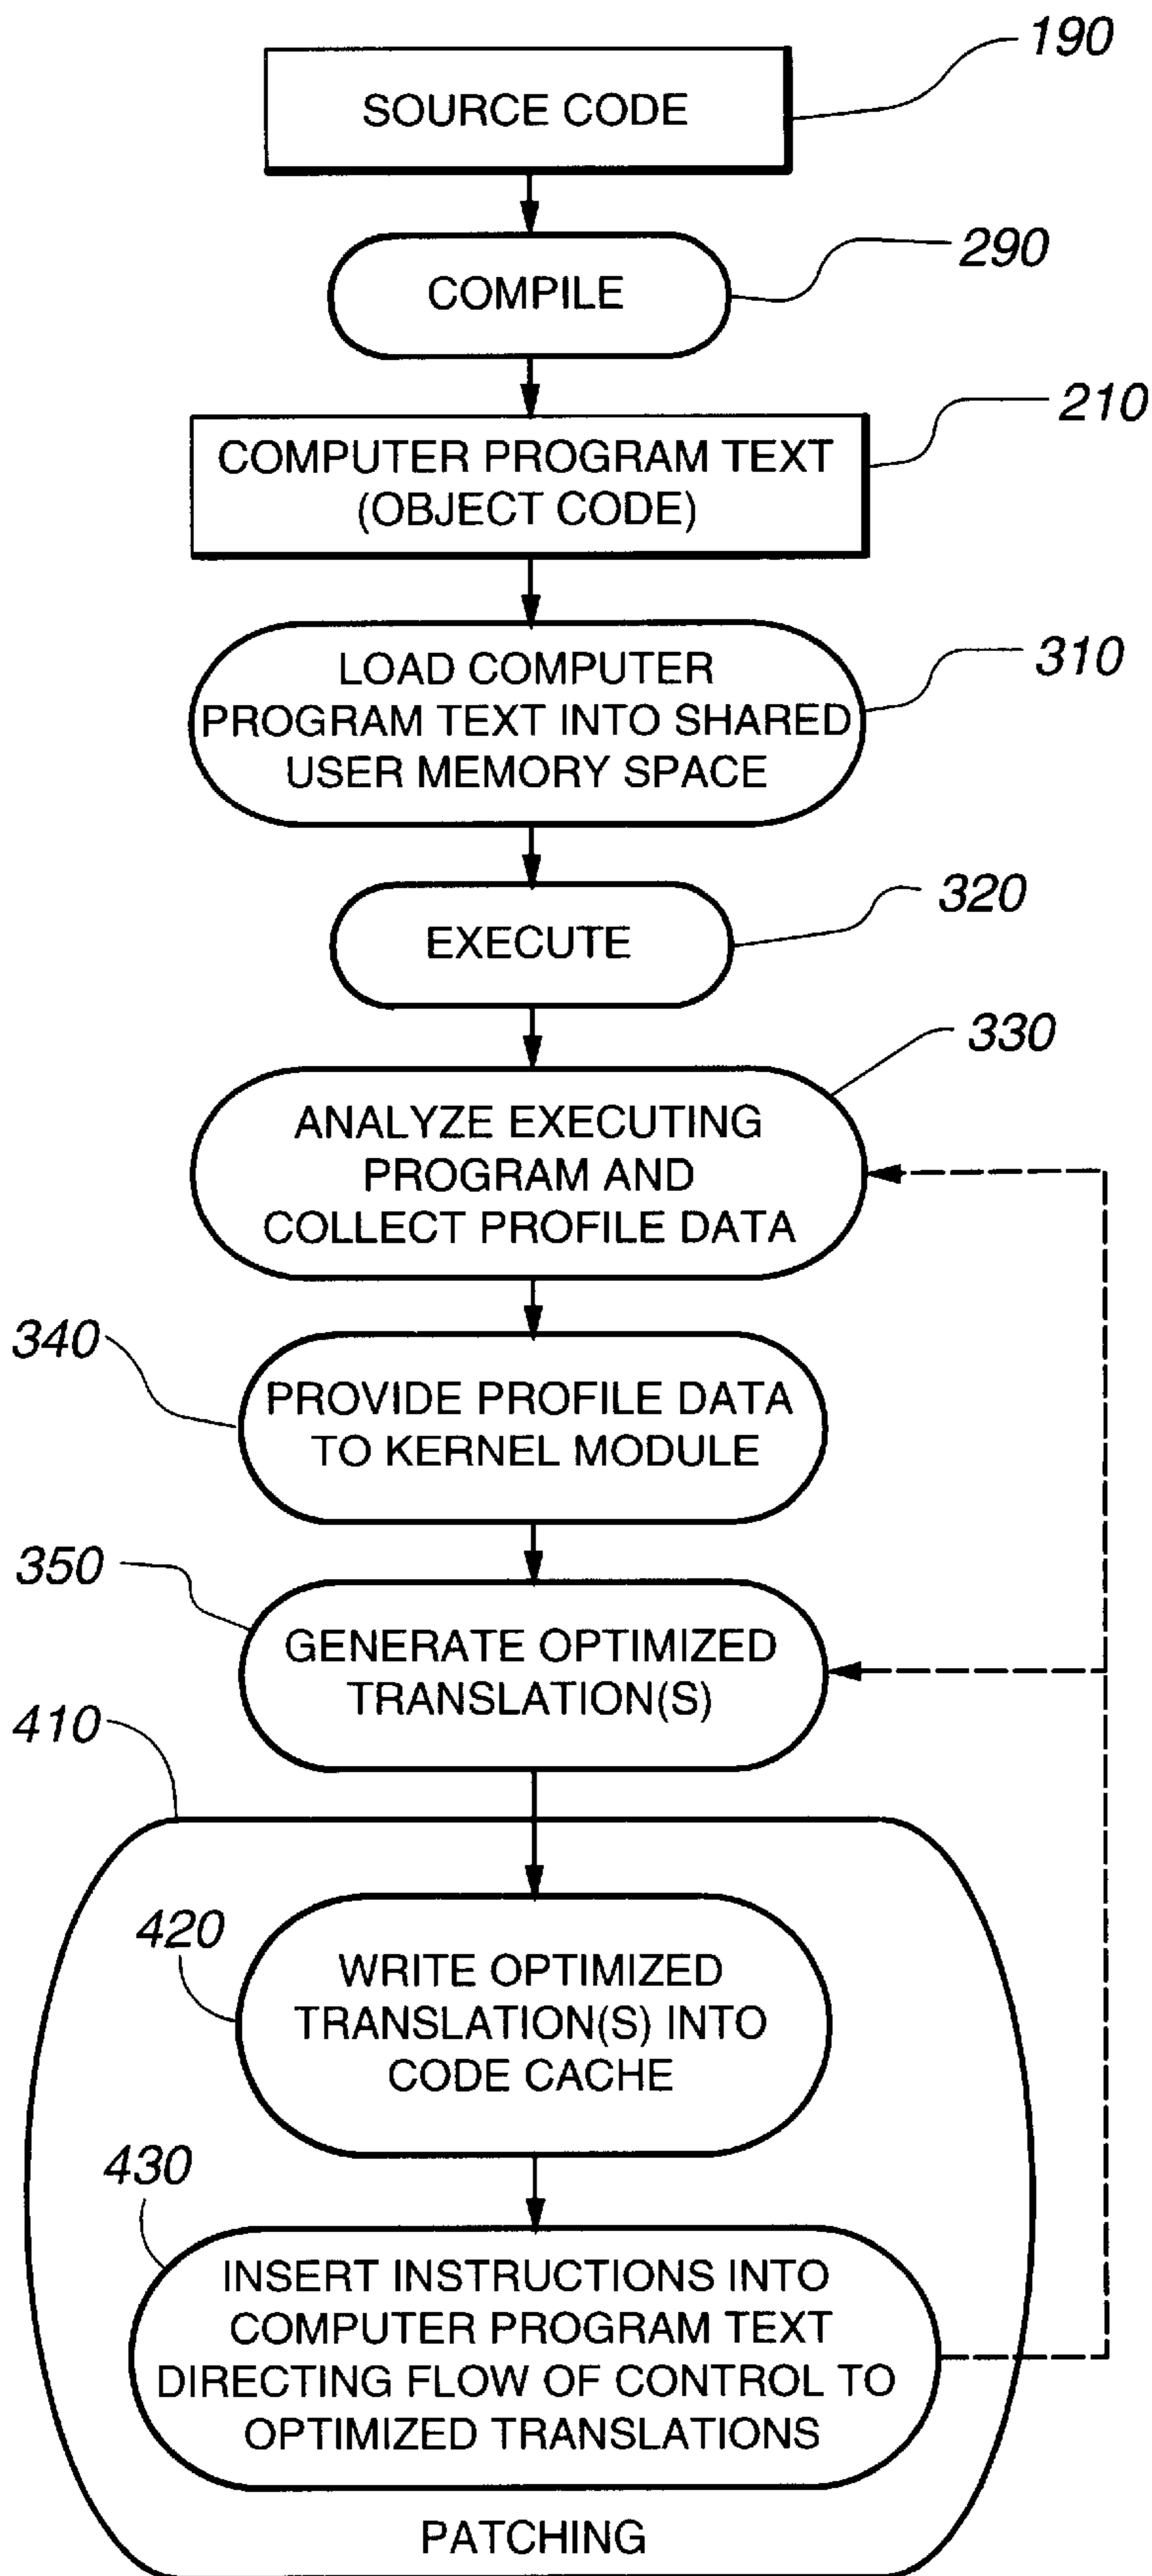 190
SOURCE CODE
290
COMPILE
210
COMPUTER PROGRAM TEXT
(OBJECT CODE)
310
LOAD COMPUTER
PROGRAM TEXT INTO SHARED
USER MEMORY SPACE
320
EXECUTE
330
ANALYZE EXECUTING
PROGRAM AND
COLLECT PROFILE DATA
340
PROVIDE PROFILE DATA
TO KERNEL MODULE
350
GENERATE OPTIMIZED
TRANSLATION(S)
410
420
WRITE OPTIMIZED
TRANSLATION(S) INTO
CODE CACHE
430
INSERT INSTRUCTIONS INTO
COMPUTER PROGRAM TEXT
DIRECTING FLOW OF CONTROL TO
OPTIMIZED TRANSLATIONS
PATCHING